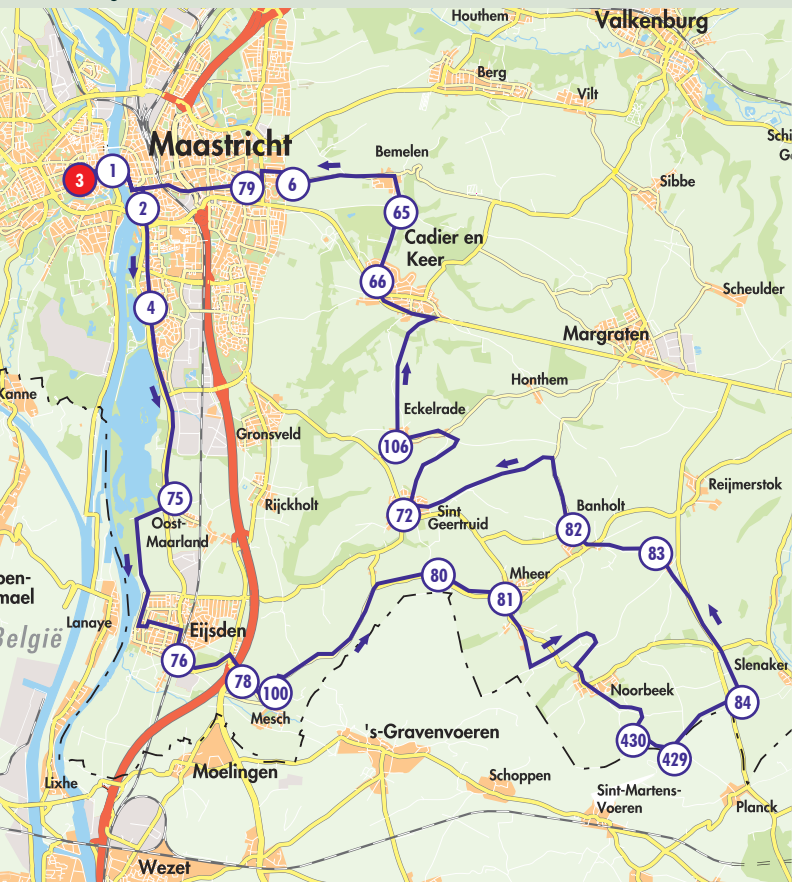 Houthem
Valkenburg
Berg
Vilt
Maastricht
Bemelen
3
1
79
6
Sibbe
2
65
Cadier en
Keer
66
Scheulder
4
Margraten
Kanne
Honthem
Eckelrade
Gronsveld
106
Reijmerstok
75
Rijckholt
72
Sint
Geertruid
Banholt
82
Oost-
Maarland
83
80
Mheer
81
mael
Lanaye
België
Eijsden
76
78
100
Mesch
Slenaken
Noorbeek
84
430
429
's-Gravenvoeren
Moelingen
Lixhe
Schoppen
Sint-Martens-
Voeren
Planck
Wezet